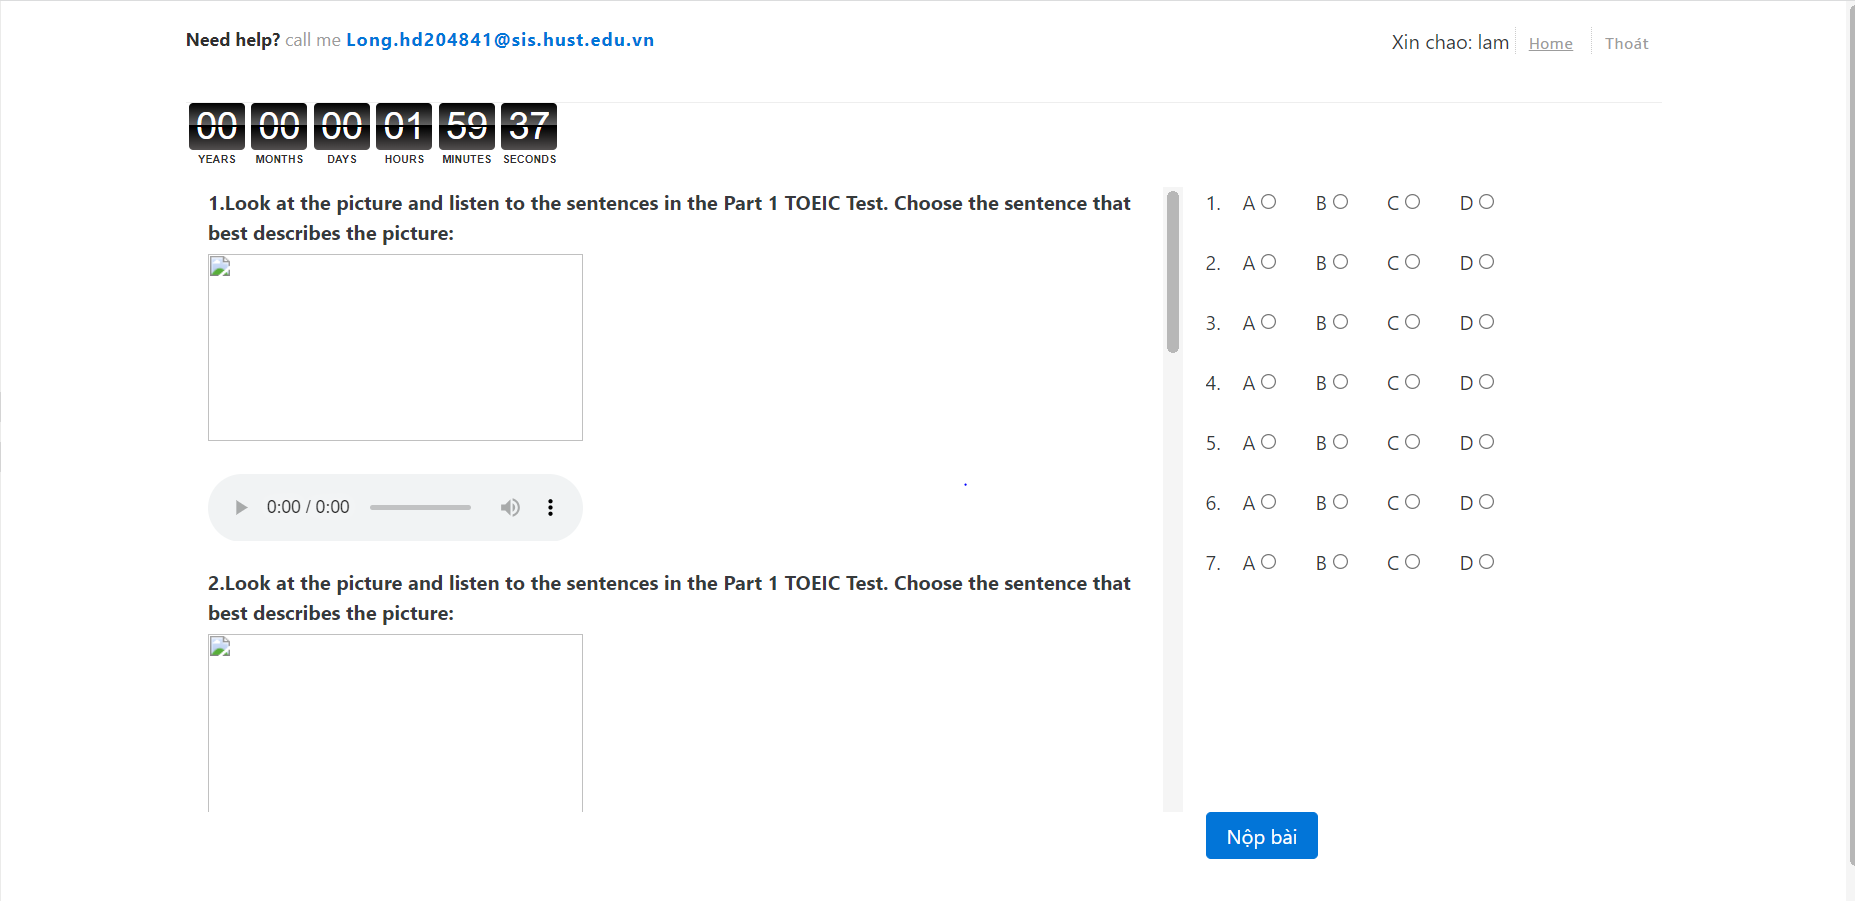 Need help? call me Long.hd204841@sis.hust.edu.vn
Xin chao: lam Home Thoát
00 00 00 01 59 37
YEARS MONTHS DAYS HOURS MINUTES SECONDS
1.Look at the picture and listen to the sentences in the Part 1 TOEIC Test. Choose the sentence that
best describes the picture:
0:00 / 0:00
2.Look at the picture and listen to the sentences in the Part 1 TOEIC Test. Choose the sentence that
best describes the picture:
1. A B C D
2. A B C D
3. A B C D
4. A B C D
5. A B C D
6. A B C D
7. A B C D
Nộp bài